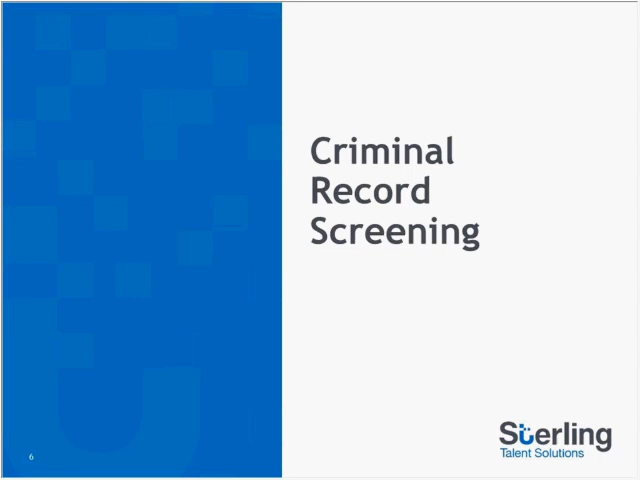 Criminal
Record
Screening
Sterling
Talent Solutions
6